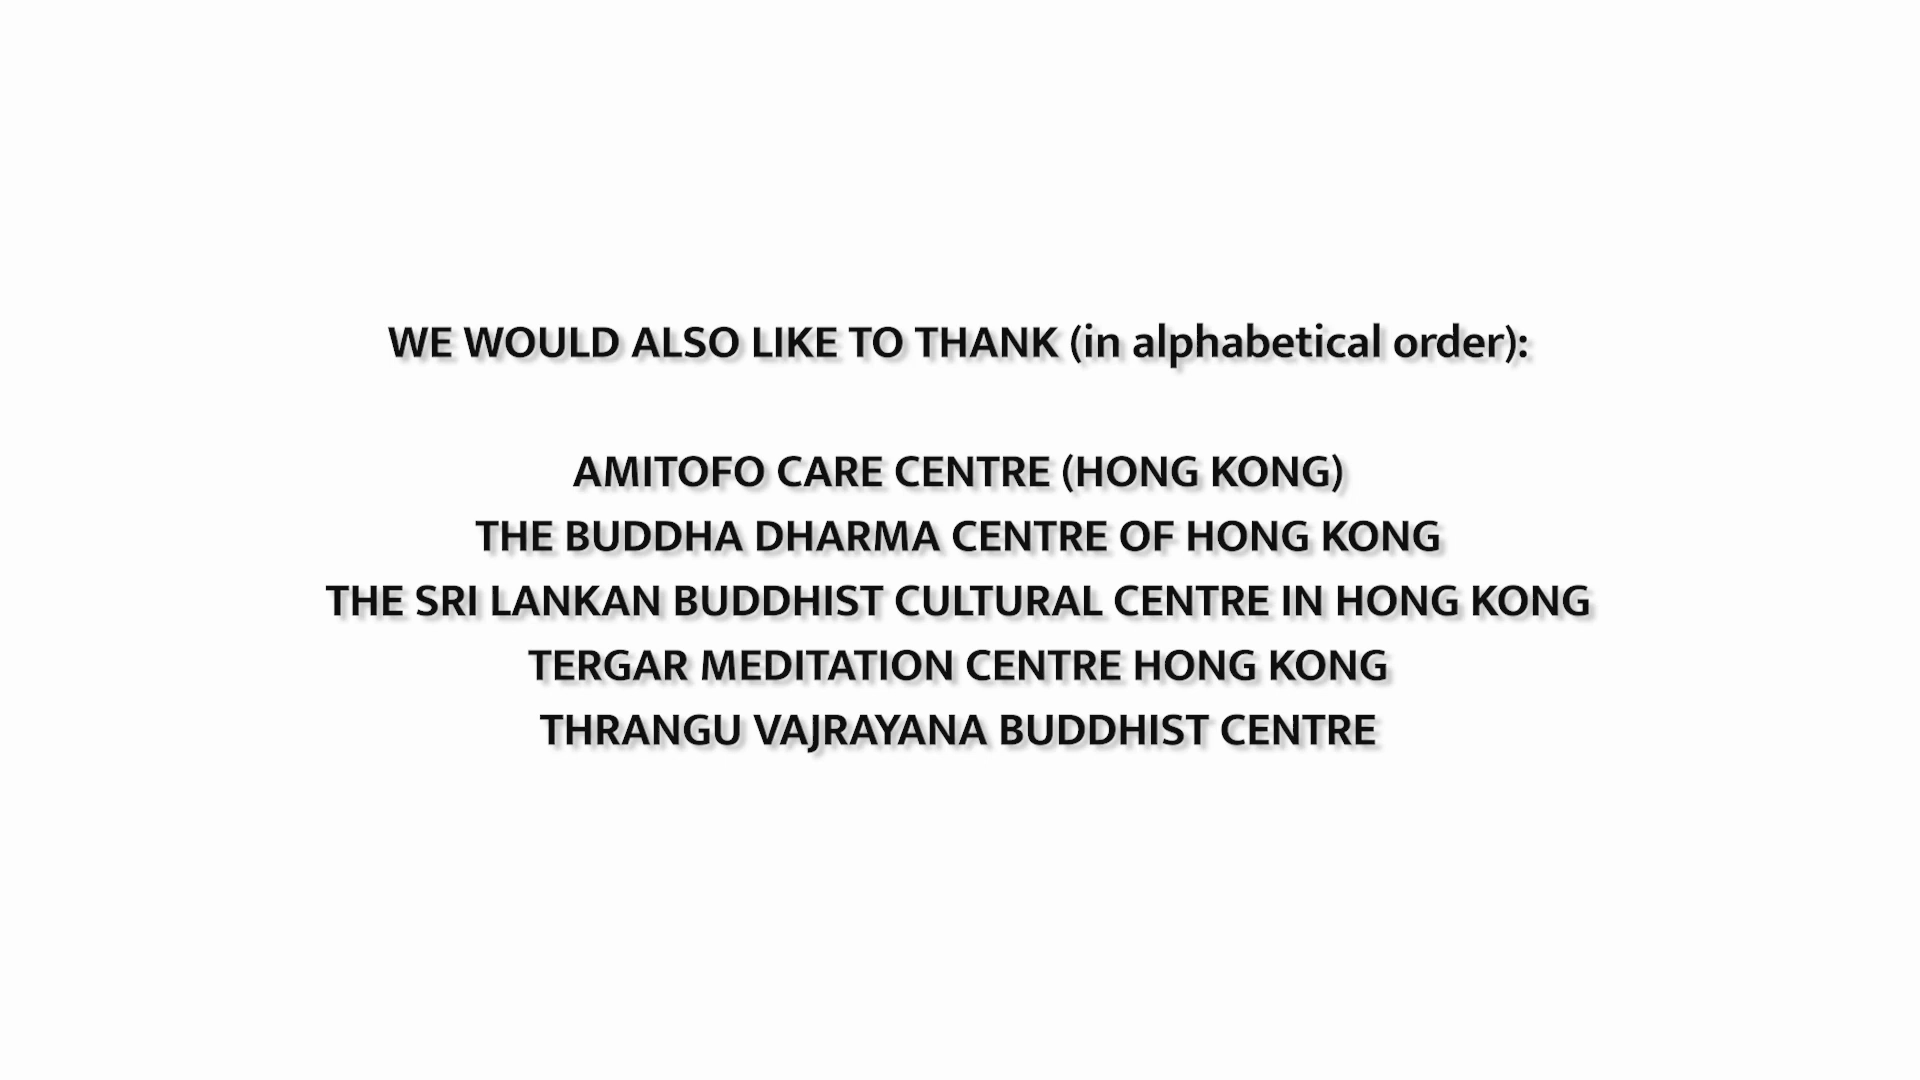 WE WOULD ALSO LIKE TO THANK (in alphabetical order):
AMITOFO CARE CENTRE (HONG KONG)
THE BUDDHA DHARMA CENTRE OF HONG KONG
THE SRI LANKAN BUDDHIST CULTURAL CENTRE IN HONG KONG
TERGAR MEDITATION CENTRE HONG KONG
THRANGU VAJRAYANA BUDDHIST CENTRE